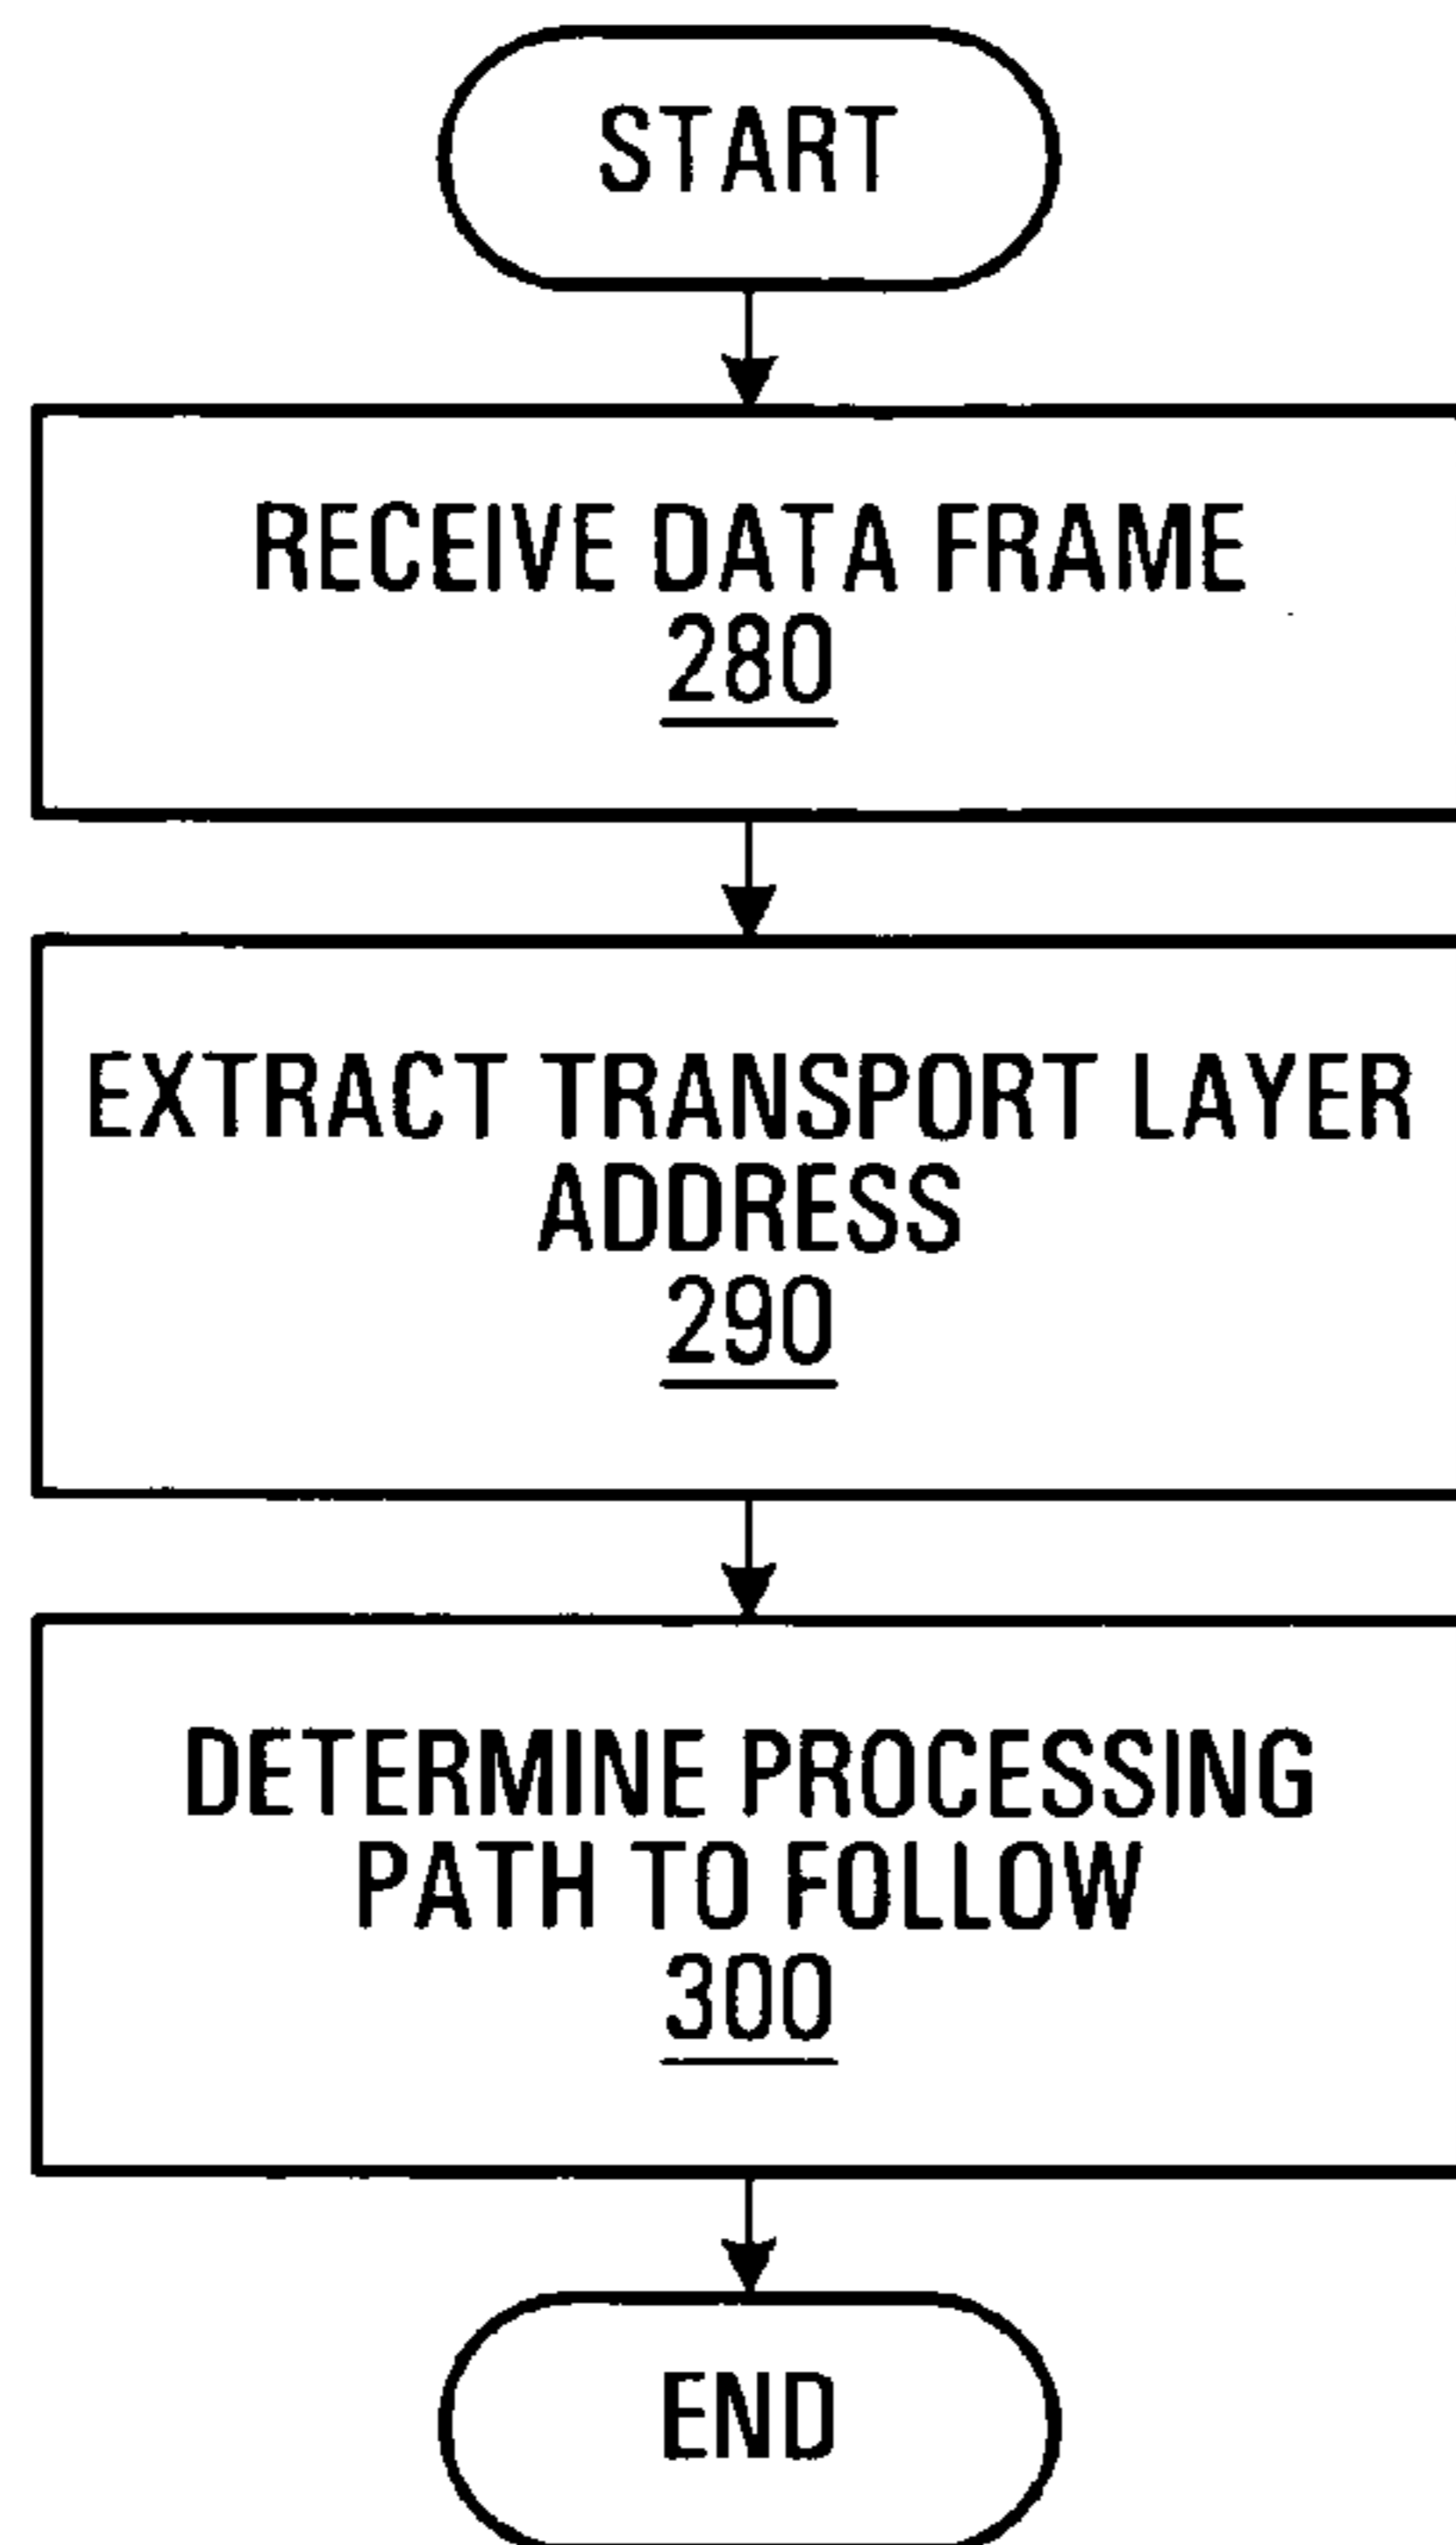 START
RECEIVE DATA FRAME
280
EXTRACT TRANSPORT LAYER
ADDRESS
290
DETERMINE PROCESSING
PATH TO FOLLOW
300
END